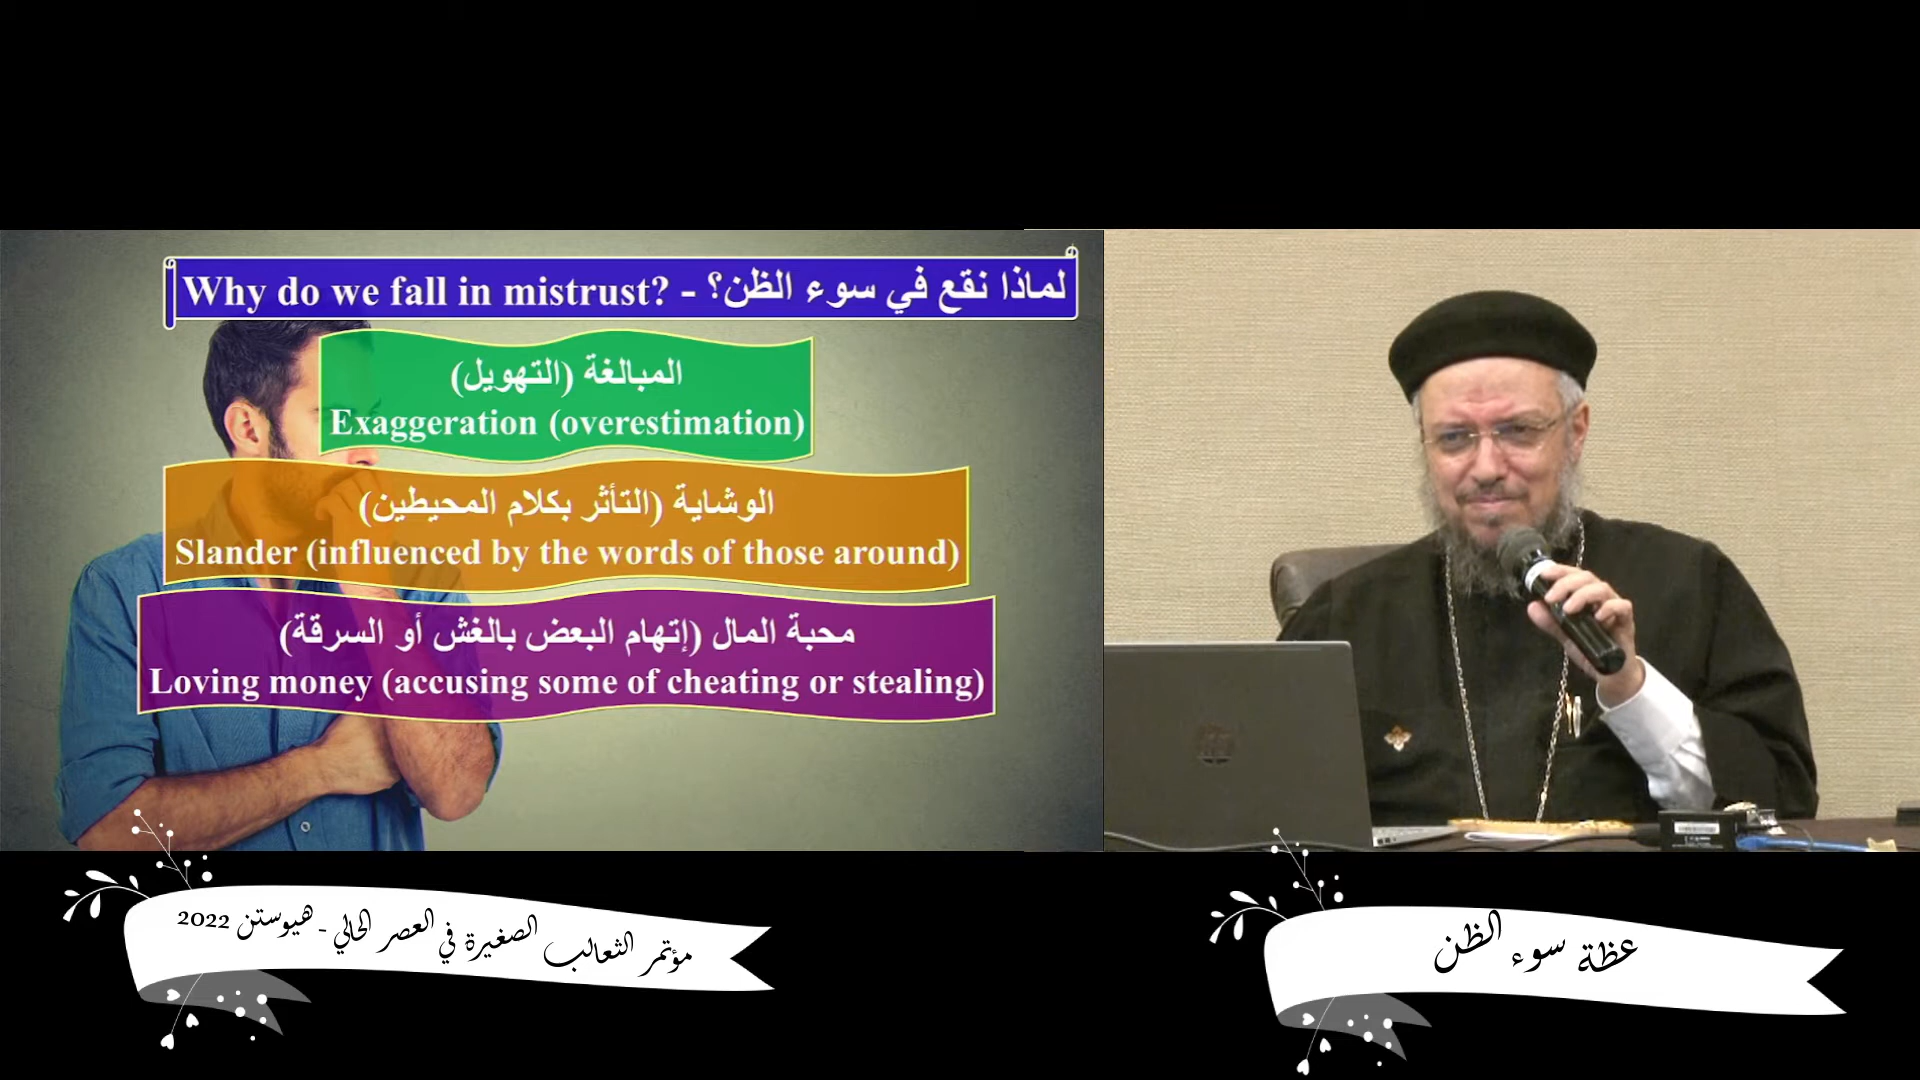 Why do we fall in mistrust? - لماذا نقع في سوء الظن؟
المبالغة (التهويل)
Exaggeration (overestimation)
الوشاية (التأثر بكلام المحيطين)
Slander (influenced by the words of those around)
محبة المال (إتهام البعض بالغش أو السرقة)
Loving money (accusing some of cheating or stealing)
مؤتمر الثعالب الصغيرة في العصر الحالي - هيوستن 2022
عظة سوء الظن